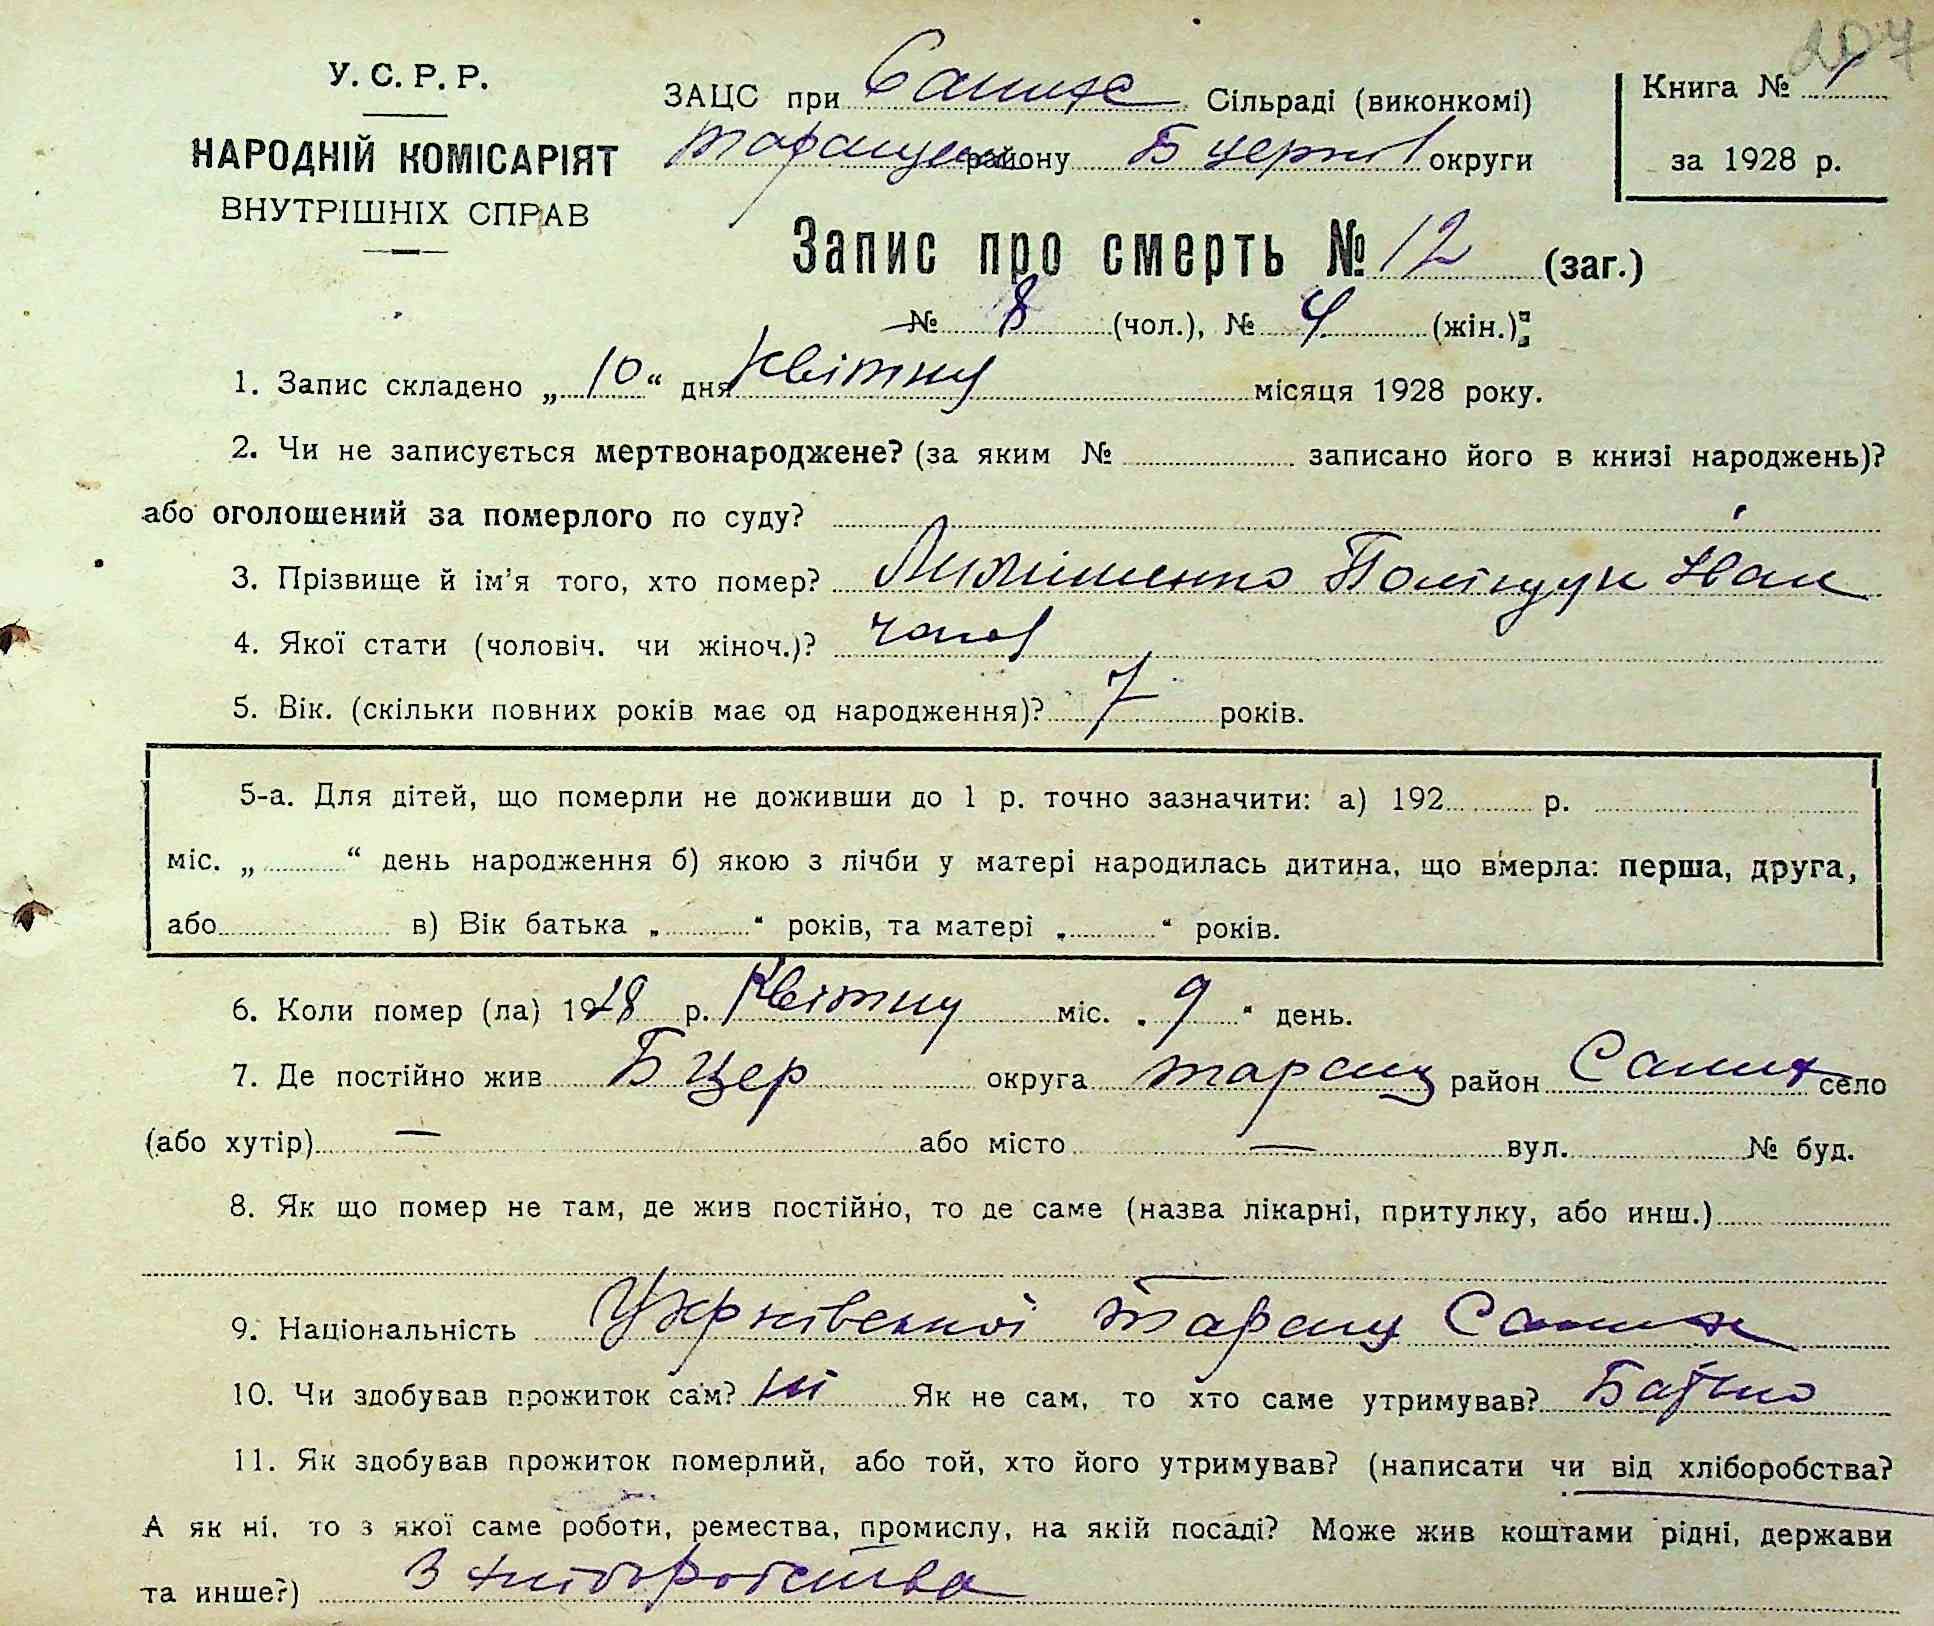 207
У. С. Р. Р.
НАРОДНІЙ КОМІСАРІЯТ
ВНУТРІШНІХ СПРАВ
ЗАЦС при Сільраді (виконкомі)
району Б церків округи
Книга № 1
за 1928 р.
Запис про смерть № 12 (заг.)
№ 8 (чол.), № 4 (жін.)
1. Запис складено „ 10 “ дня Квітня місяця 1928 року.
2. Чи не записується мертвонароджене? (за яким № записано його в книзі народжень)?
або оголошений за померлого по суду?
3. Прізвище й ім’я того, хто помер? Поліщук Іван
4. Якої стати (чоловіч. чи жіноч.)? чолов
5. Вік. (скільки повних років має од народження)? 7 років.
5-а. Для дітей, що померли не доживши до 1 р. точно зазначити: а) 192 р.
міс. „ “ день народження б) якою з лічби у матері народилась дитина, що вмерла: перша, друга,
або в) Вік батька „ “ років, та матері „ “ років.
6. Коли помер (ла) 1928 р. Квітня міс. „ 9 “ день.
7. Де постійно жив Б цер округа таращ район село
(або хутір) — або місто — вул. № буд.
8. Як що помер не там, де жив постійно, то де саме (назва лікарні, притулку, або инш.)
9. Національність Таращ
10. Чи здобував прожиток сам? ні Як не сам, то хто саме утримував? Батько
11. Як здобував прожиток померлий, або той, хто його утримував? (написати чи від хліборобства?
А як ні, то з якої саме роботи, ремества, промислу, на якій посаді? Може жив коштами рідні, держави
та инше?) З хліборобства